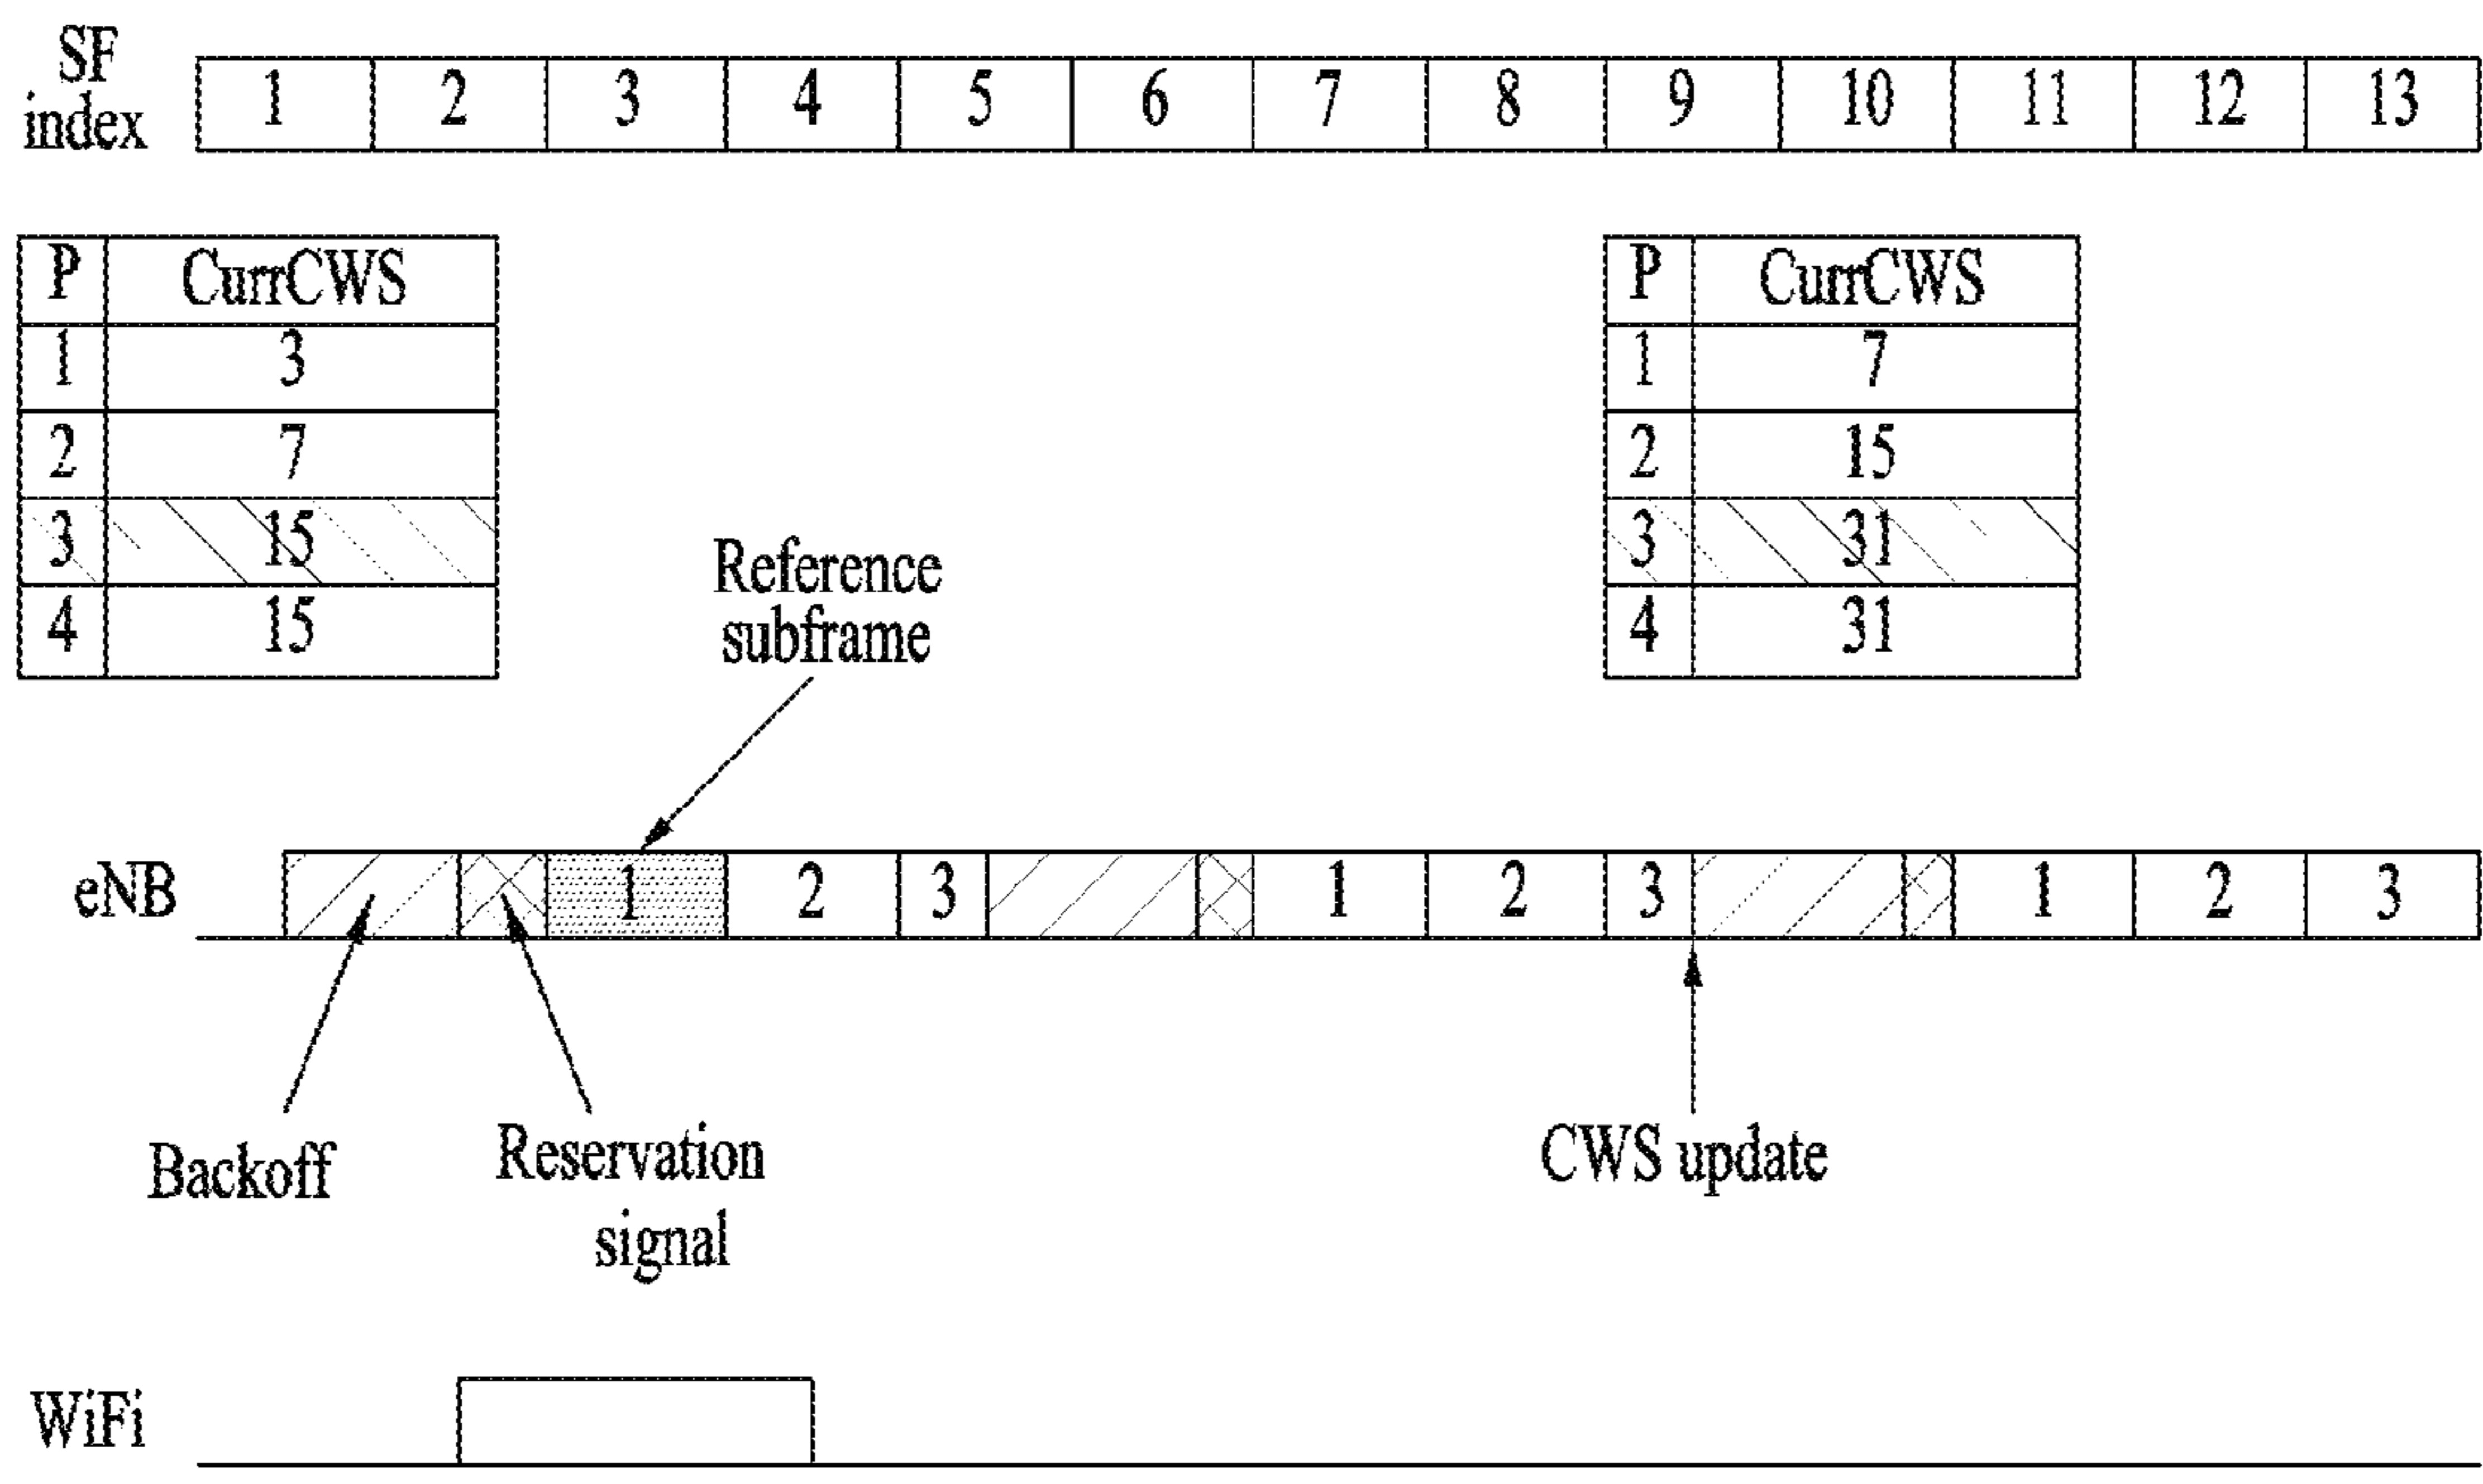 SF
index
1 2 3 4 5 6 7 8 9 10 11 12 13
P CurrCWS
1 3
2 7
3 15
4 15
P CurrCWS
1 7
2 15
3 31
4 31
Reference
subframe
eNB
1 2 3 1 2 3 1 2 3
Backoff
Reservation
signal
CWS update
WiFi